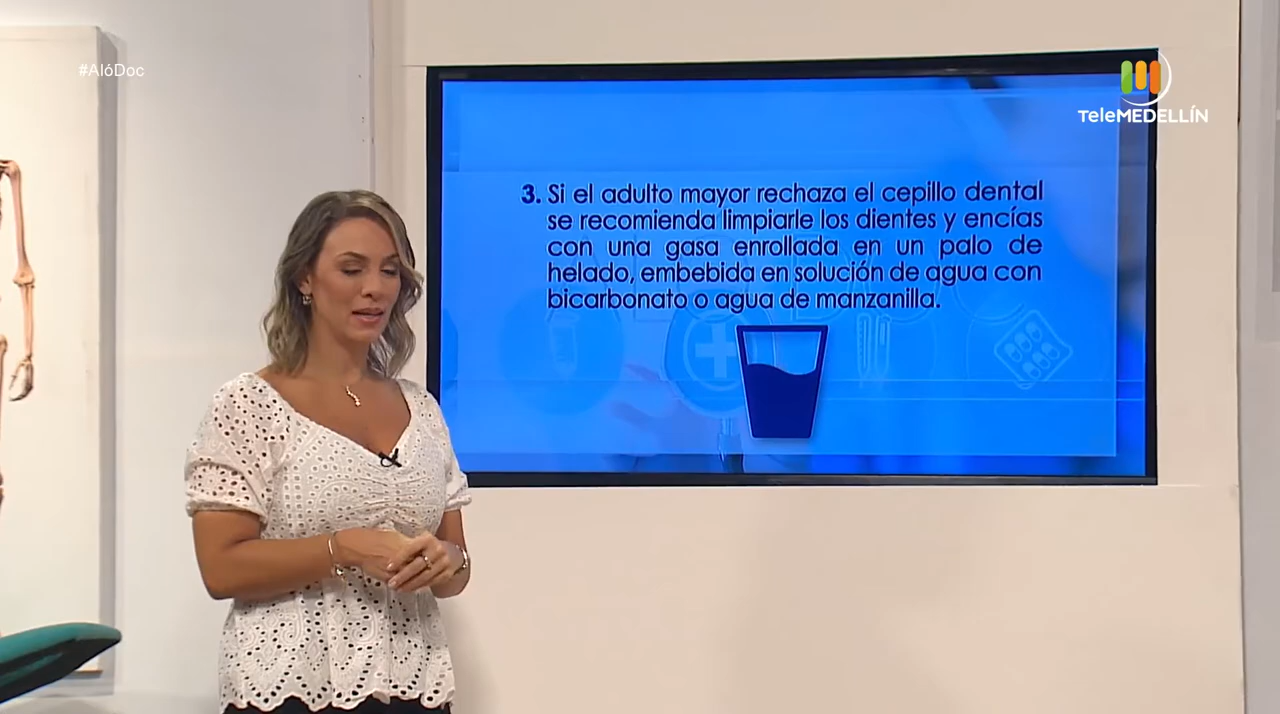 #AlóDoc
TeleMEDELLÍN
3. Si el adulto mayor rechaza el cepillo dental
se recomienda limpiarle los dientes y encías
con una gasa enrollada en un palo de
helado, embebida en solución de agua con
bicarbonato o agua de manzanilla.